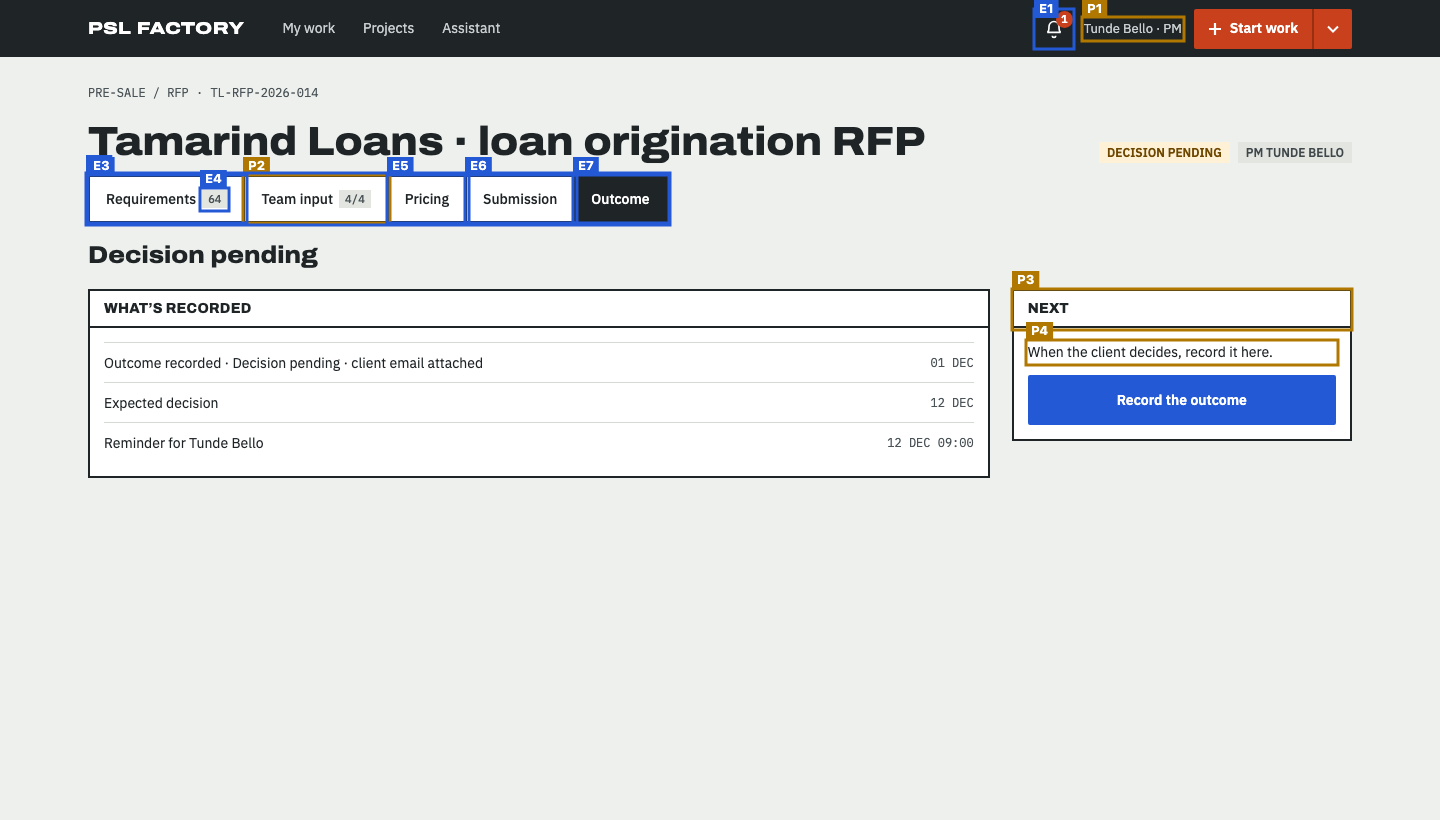 PSL FACTORY
My work
Projects
Assistant
E1
1
P1
Tunde Bello · PM
Start work
PRE-SALE / RFP · TL-RFP-2026-014
Tamarind Loans · loan origination RFP
DECISION PENDING
PM TUNDE BELLO
E3
E4
P2
E5
E6
E7
Requirements 64
Team input 4/4
Pricing
Submission
Outcome
Decision pending
WHAT’S RECORDED
Outcome recorded · Decision pending · client email attached 01 DEC
Expected decision 12 DEC
Reminder for Tunde Bello 12 DEC 09:00
P3
NEXT
P4
When the client decides, record it here.
Record the outcome